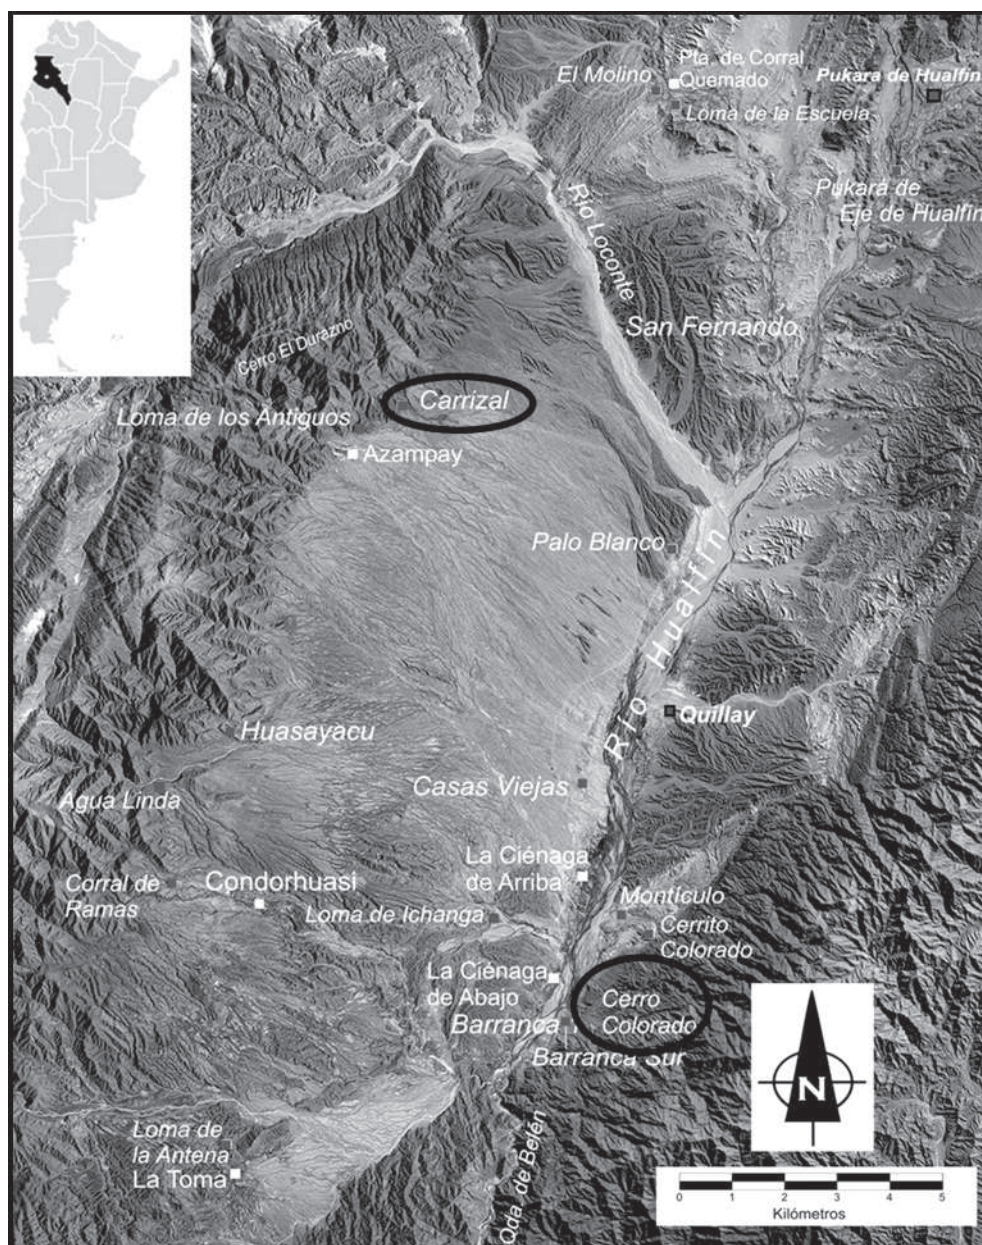 Pta. de Corral
Quemado
El Molino
Loma de la Escuela
Pukara de Hualfín
Pukará de
Eje de Hualfín
Río Loconte
San Fernando
Cerro El Durazno
Carrizal
Loma de los Antiguos
Azampay
Palo Blanco
Río Hualfín
Quillay
Huasayacu
Agua Linda
Casas Viejas
La Ciénaga
de Arriba
Corral de
Ramas
Condorhuasi
Loma de Ichanga
Montículo
Cerrito
Colorado
La Ciénaga
de Abajo
Cerro
Colorado
Barranca
Barranca Sur
N
Loma de
la Antena
La Toma
Qda. de Belén
0 1 2 3 4 5
Kilómetros